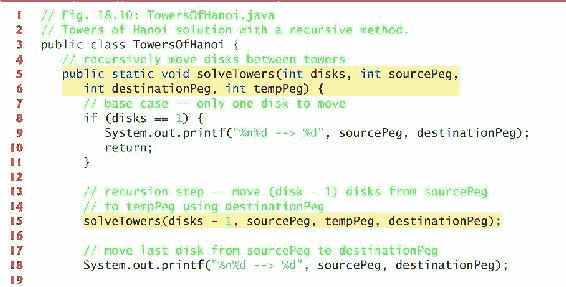 1 // Fig. 18.10: TowersOfHanoi.java
2 // Towers of Hanoi solution with a recursive method.
3 public class TowersOfHanoi {
4 // recursively move disks between towers
5 public static void solveTowers(int disks, int sourcePeg,
6 int destinationPeg, int tempPeg) {
7 // base case -- only one disk to move
8 if (disks == 1) {
9 System.out.printf("%n%d --> %d", sourcePeg, destinationPeg);
10 return;
11 }
12
13 // recursion step -- move (disk - 1) disks from sourcePeg
14 // to tempPeg using destinationPeg
15 solveTowers(disks - 1, sourcePeg, tempPeg, destinationPeg);
16
17 // move last disk from sourcePeg to destinationPeg
18 System.out.printf("%n%d --> %d", sourcePeg, destinationPeg);
19